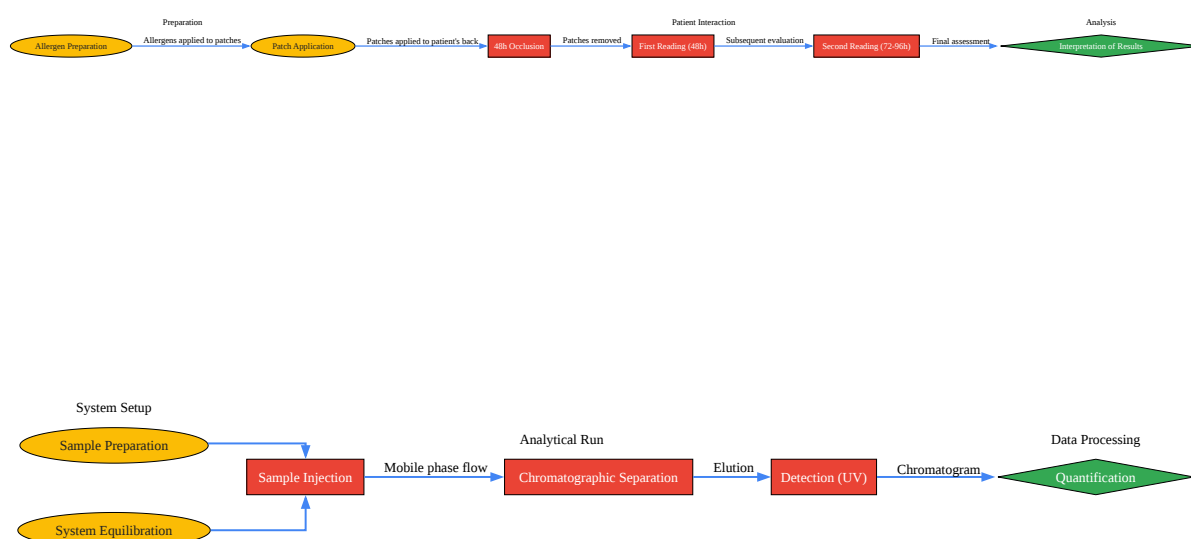 Preparation
Patient Interaction
Analysis
Allergen Preparation
Allergens applied to patches
Patch Application
Patches applied to patient's back
48h Occlusion
Patches removed
First Reading (48h)
Subsequent evaluation
Second Reading (72-96h)
Final assessment
Interpretation of Results
System Setup
Sample Preparation
Analytical Run
Data Processing
Sample Injection
Mobile phase flow
Chromatographic Separation
Elution
Detection (UV)
Chromatogram
Quantification
System Equilibration